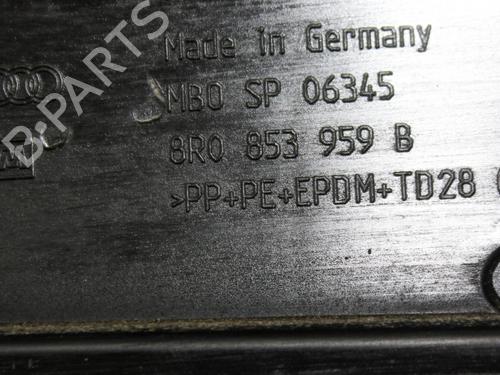 B-PARTS
Made in Germany
MBO SP 06345
8R0 853 959 B
>PP+PE+EPDM+TD28